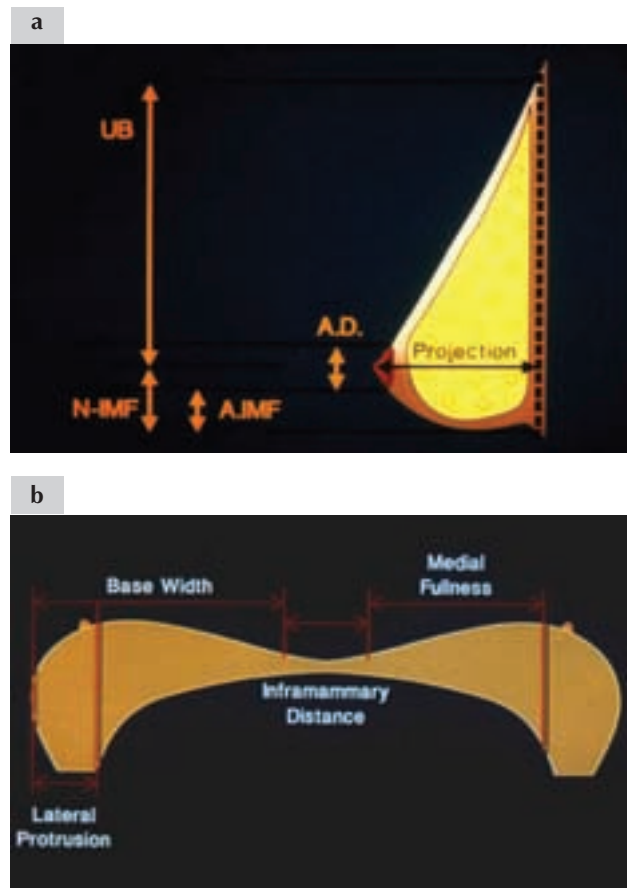 a
UB
A.D.
Projection
N-IMF
A.IMF
b
Base Width
Medial
Fullness
Inframammary
Distance
Lateral
Protrusion